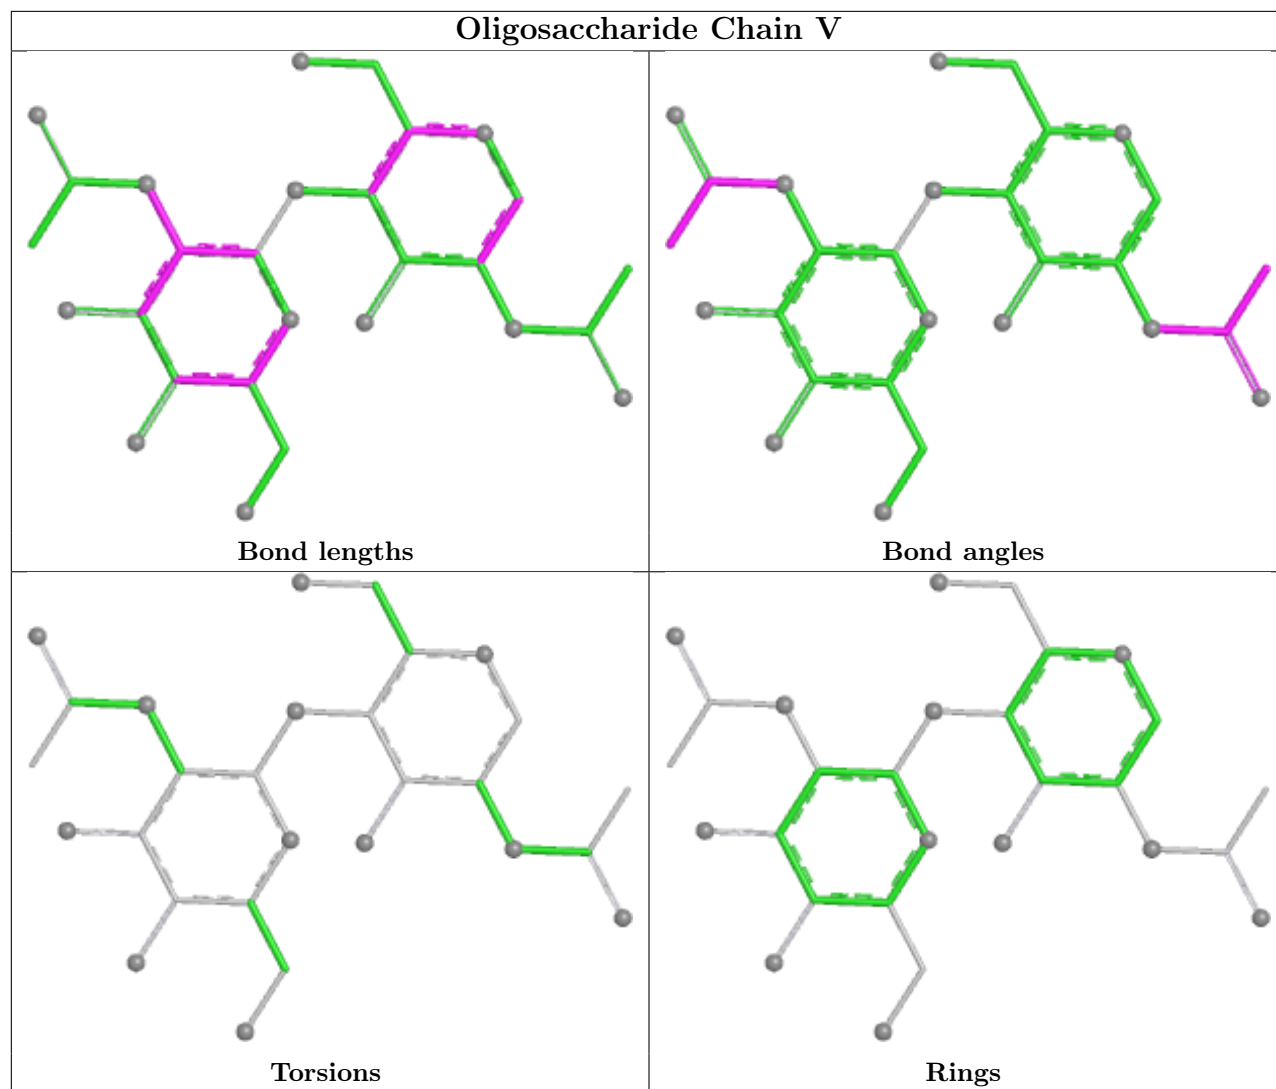 Oligosaccharide Chain V
Bond lengths
Bond angles
Torsions
Rings